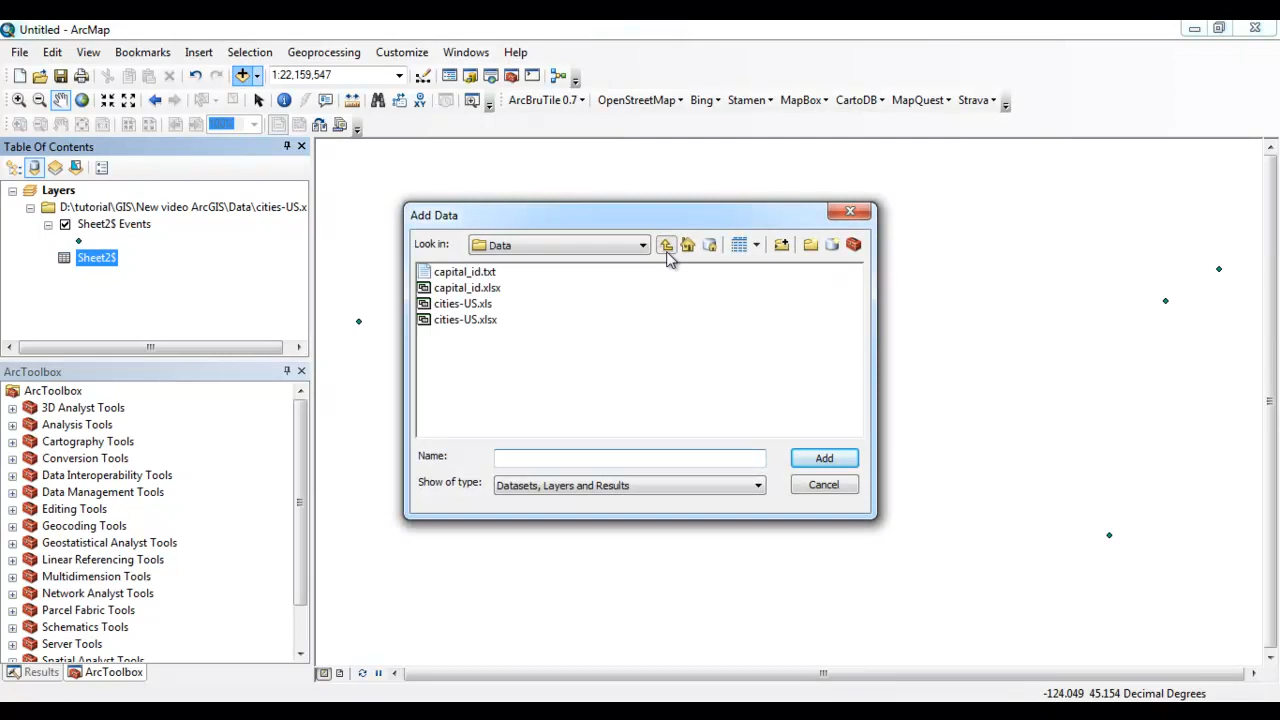 Untitled - ArcMap
File Edit View Bookmarks Insert Selection Geoprocessing Customize Windows Help
1:22,159,547
ArcBruTile 0.7 OpenStreetMap Bing Stamen MapBox CartoDB MapQuest Strava
100%
Table Of Contents
Layers
D:\tutorial\GIS\New video ArcGIS\Data\cities-US.x
Sheet2$ Events
Sheet2$
ArcToolbox
ArcToolbox
3D Analyst Tools
Analysis Tools
Cartography Tools
Conversion Tools
Data Interoperability Tools
Data Management Tools
Editing Tools
Geocoding Tools
Geostatistical Analyst Tools
Linear Referencing Tools
Multidimension Tools
Network Analyst Tools
Parcel Fabric Tools
Schematics Tools
Server Tools
Spatial Analyst Tools
Results ArcToolbox
Add Data
Look in: Data
capital_id.txt
capital_id.xlsx
cities-US.xls
cities-US.xlsx
Name: Add
Show of type: Datasets, Layers and Results Cancel
-124.049 45.154 Decimal Degrees